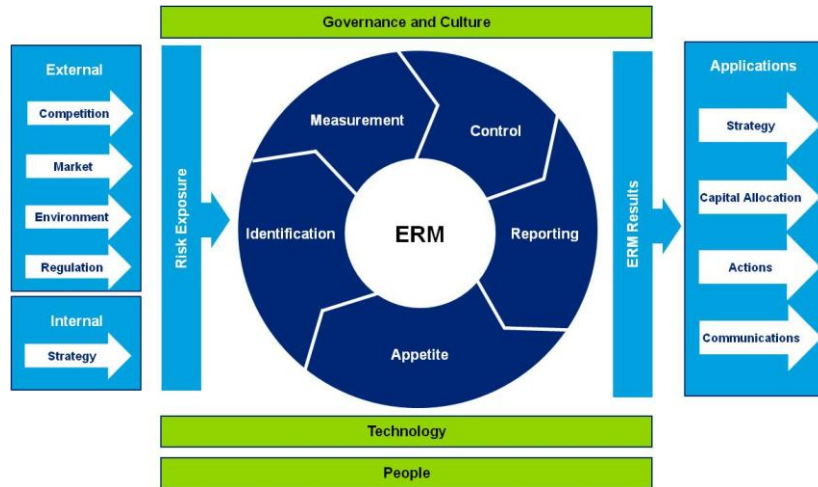 Governance and Culture
External
Competition
Market
Environment
Regulation
Internal
Strategy
Risk Exposure
Measurement
Control
Identification
ERM
Reporting
Appetite
ERM Results
Applications
Strategy
Capital Allocation
Actions
Communications
Technology
People